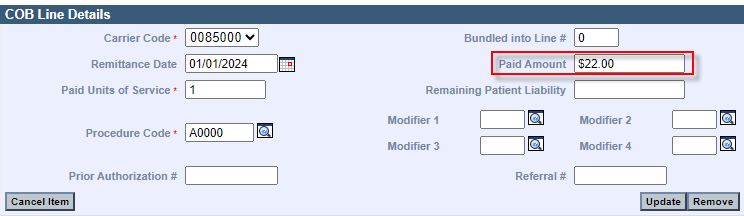 COB Line Details
Carrier Code * 0085000 Bundled into Line # 0
Remittance Date 01/01/2024 Paid Amount $22.00
Paid Units of Service * 1 Remaining Patient Liability
Procedure Code * A0000 Modifier 1 Modifier 2
Modifier 3 Modifier 4
Prior Authorization # Referral #
Cancel Item Update Remove